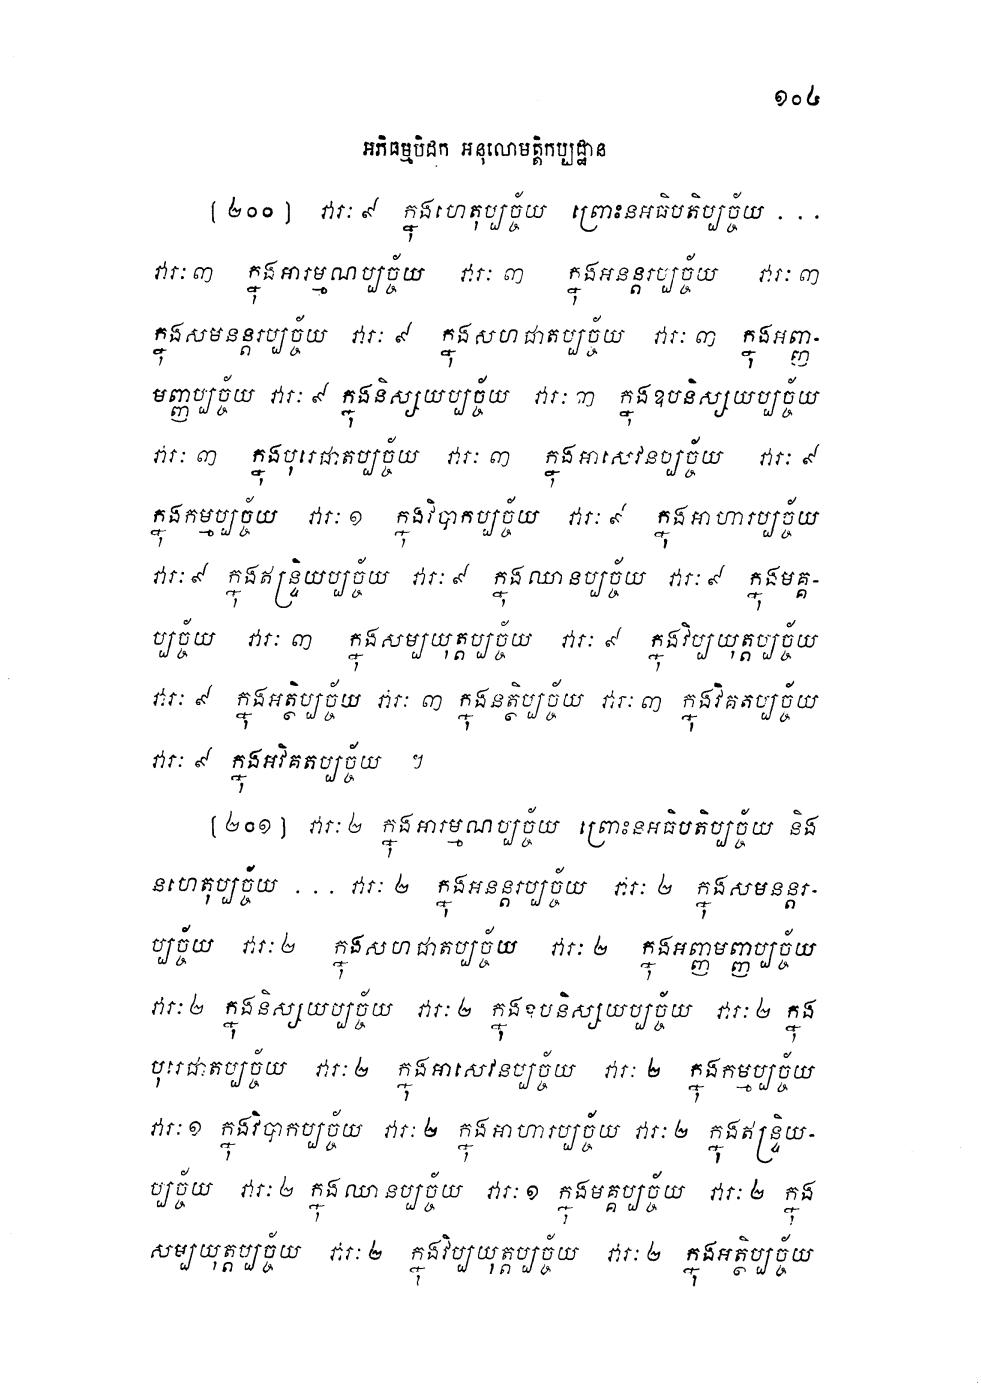 ១០៤
អភិធម្មបិដក អនុលោមត្តិកប្បដ្ឋាន
(២០០) វារៈ ៩ ក្នុងហេតុប្បច្ច័យ ព្រោះនអធិបតិប្បច្ច័យ . . .
វារៈ ៣ ក្នុងអារម្មណប្បច្ច័យ វារៈ ៣ ក្នុងអនន្តរប្បច្ច័យ វារៈ ៣
ក្នុងសមនន្តរប្បច្ច័យ វារៈ ៩ ក្នុងសហជាតប្បច្ច័យ វារៈ ៣ ក្នុងអញ្ញ-
មញ្ញប្បច្ច័យ វារៈ ៩ ក្នុងនិស្សយប្បច្ច័យ វារៈ ៣ ក្នុងឧបនិស្សយប្បច្ច័យ
វារៈ ៣ ក្នុងបុរេជាតប្បច្ច័យ វារៈ ៣ ក្នុងអាសេវនប្បច្ច័យ វារៈ ៩
ក្នុងកម្មប្បច្ច័យ វារៈ ១ ក្នុងវិបាកប្បច្ច័យ វារៈ ៩ ក្នុងអាហារប្បច្ច័យ
វារៈ ៩ ក្នុងឥន្ទ្រិយប្បច្ច័យ វារៈ ៩ ក្នុងឈានប្បច្ច័យ វារៈ ៩ ក្នុងមគ្គ-
ប្បច្ច័យ វារៈ ៣ ក្នុងសម្បយុត្តប្បច្ច័យ វារៈ ៩ ក្នុងវិប្បយុត្តប្បច្ច័យ
វារៈ ៩ ក្នុងអត្ថិប្បច្ច័យ វារៈ ៣ ក្នុងនត្ថិប្បច្ច័យ វារៈ ៣ ក្នុងវិគតប្បច្ច័យ
វារៈ ៩ ក្នុងអវិគតប្បច្ច័យ ។
(២០១) វារៈ ២ ក្នុងអារម្មណប្បច្ច័យ ព្រោះនអធិបតិប្បច្ច័យ និង
នហេតុប្បច្ច័យ . . . វារៈ ២ ក្នុងអនន្តរប្បច្ច័យ វារៈ ២ ក្នុងសមនន្តរ-
ប្បច្ច័យ វារៈ ២ ក្នុងសហជាតប្បច្ច័យ វារៈ ២ ក្នុងអញ្ញមញ្ញប្បច្ច័យ
វារៈ ២ ក្នុងនិស្សយប្បច្ច័យ វារៈ ២ ក្នុងឧបនិស្សយប្បច្ច័យ វារៈ ២ ក្នុង
បុរេជាតប្បច្ច័យ វារៈ ២ ក្នុងអាសេវនប្បច្ច័យ វារៈ ២ ក្នុងកម្មប្បច្ច័យ
វារៈ ១ ក្នុងវិបាកប្បច្ច័យ វារៈ ២ ក្នុងអាហារប្បច្ច័យ វារៈ ២ ក្នុងឥន្ទ្រិយ-
ប្បច្ច័យ វារៈ ២ ក្នុងឈានប្បច្ច័យ វារៈ ១ ក្នុងមគ្គប្បច្ច័យ វារៈ ២ ក្នុង
សម្បយុត្តប្បច្ច័យ វារៈ ២ ក្នុងវិប្បយុត្តប្បច្ច័យ វារៈ ២ ក្នុងអត្ថិប្បច្ច័យ